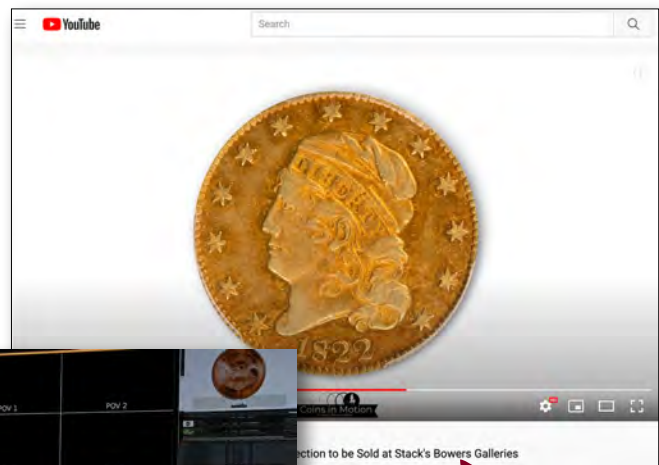 YouTube
Search
LIBERTY
1822
Coins in Motion
ection to be Sold at Stack's Bowers Galleries
POV 1
POV 2